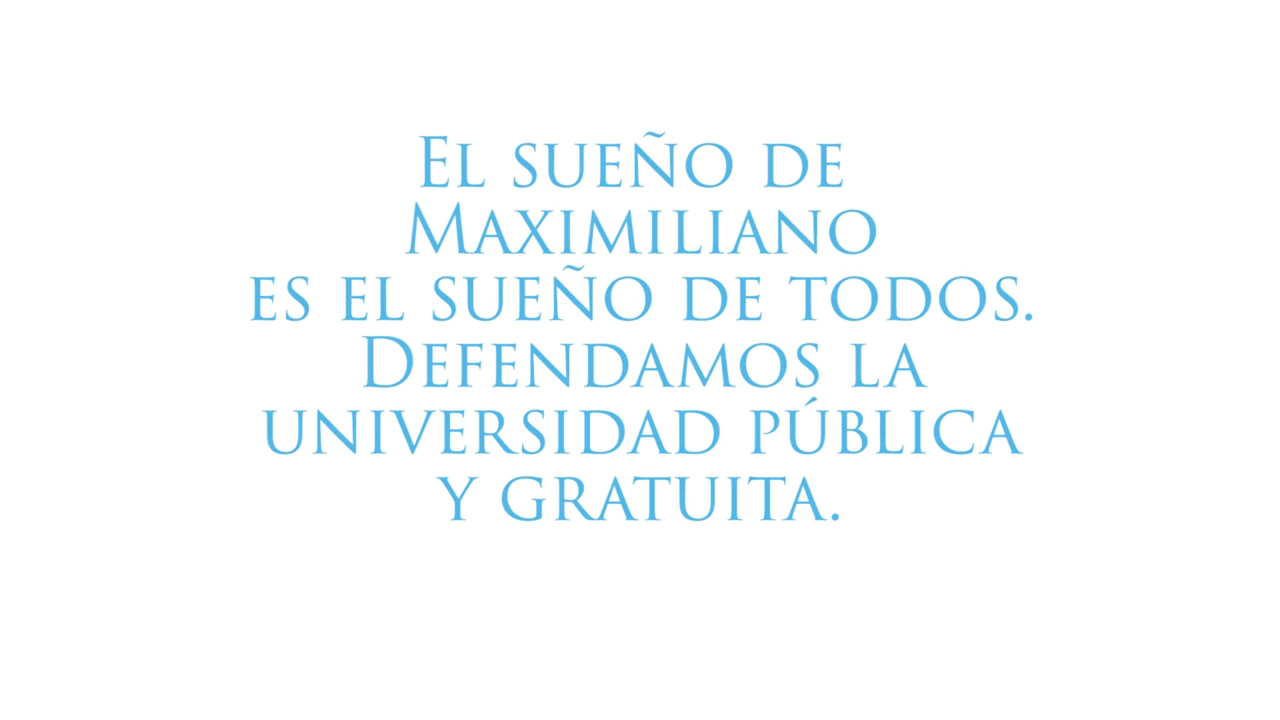 El sueño de
Maximiliano
es el sueño de todos.
Defendamos la
universidad pública
y gratuita.